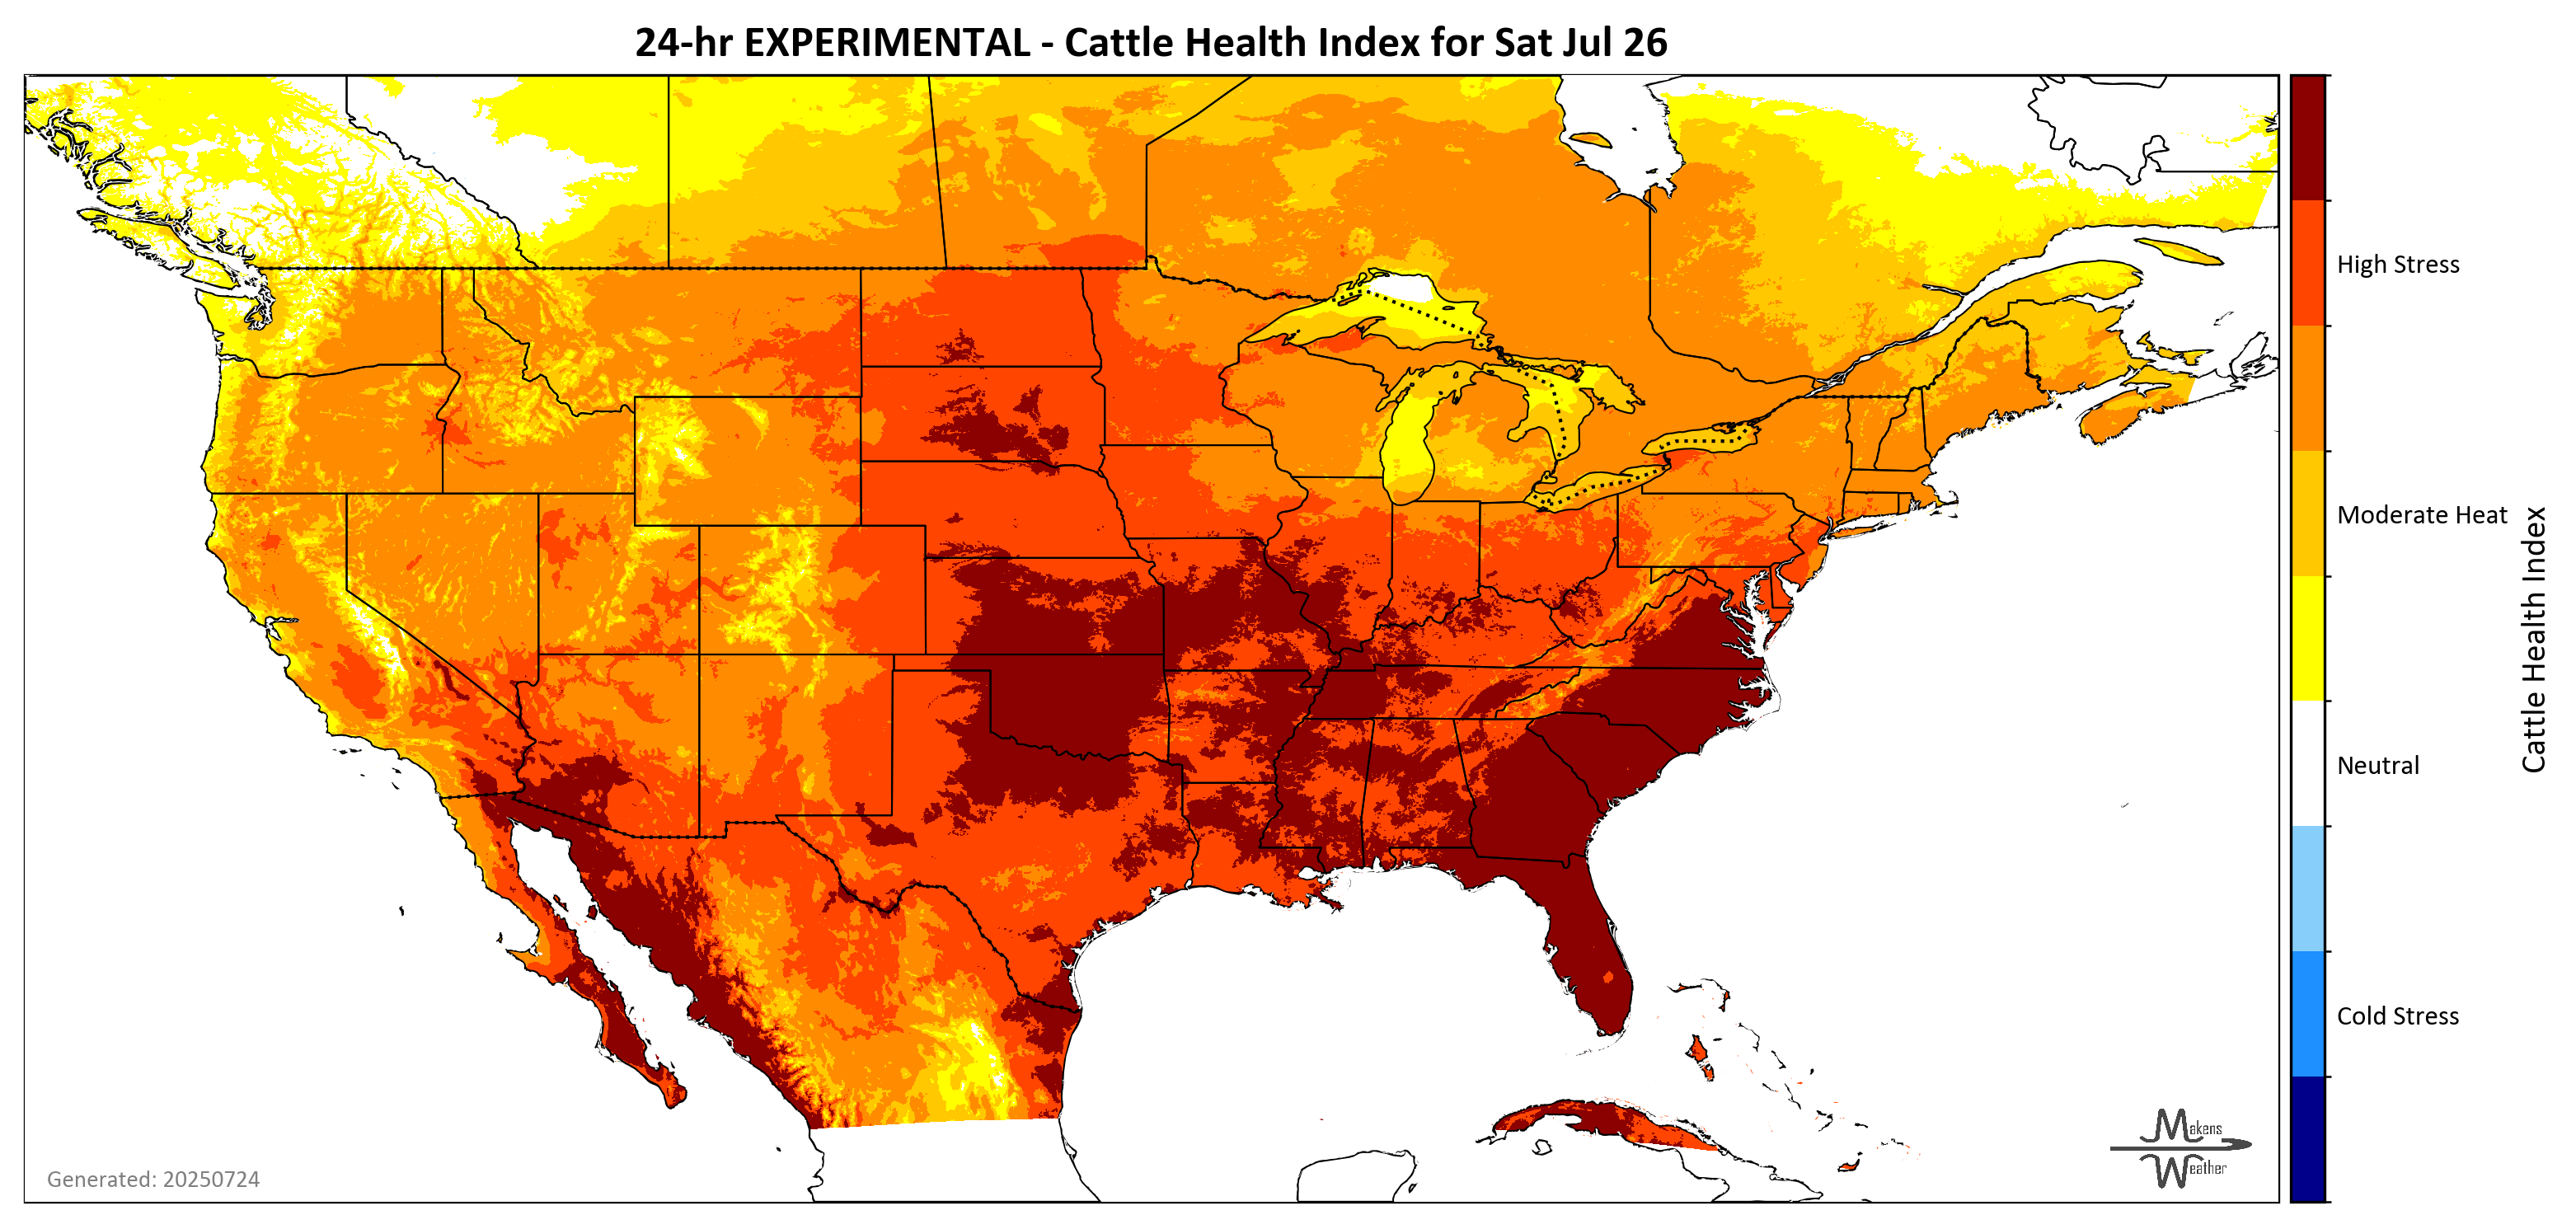 24-hr EXPERIMENTAL - Cattle Health Index for Sat Jul 26
High Stress
Moderate Heat
Neutral
Cold Stress
Cattle Health Index
Generated: 20250724
Makens
Weather